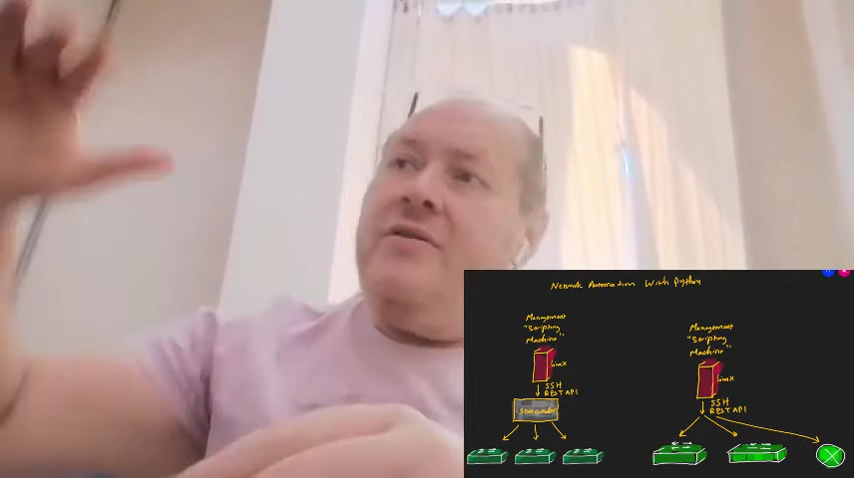 Network Automation With Python
Management
"Scripting
Machine"
Linux
SSH
REST API
Management
"Scripting
Machine"
Linux
SSH
REST API